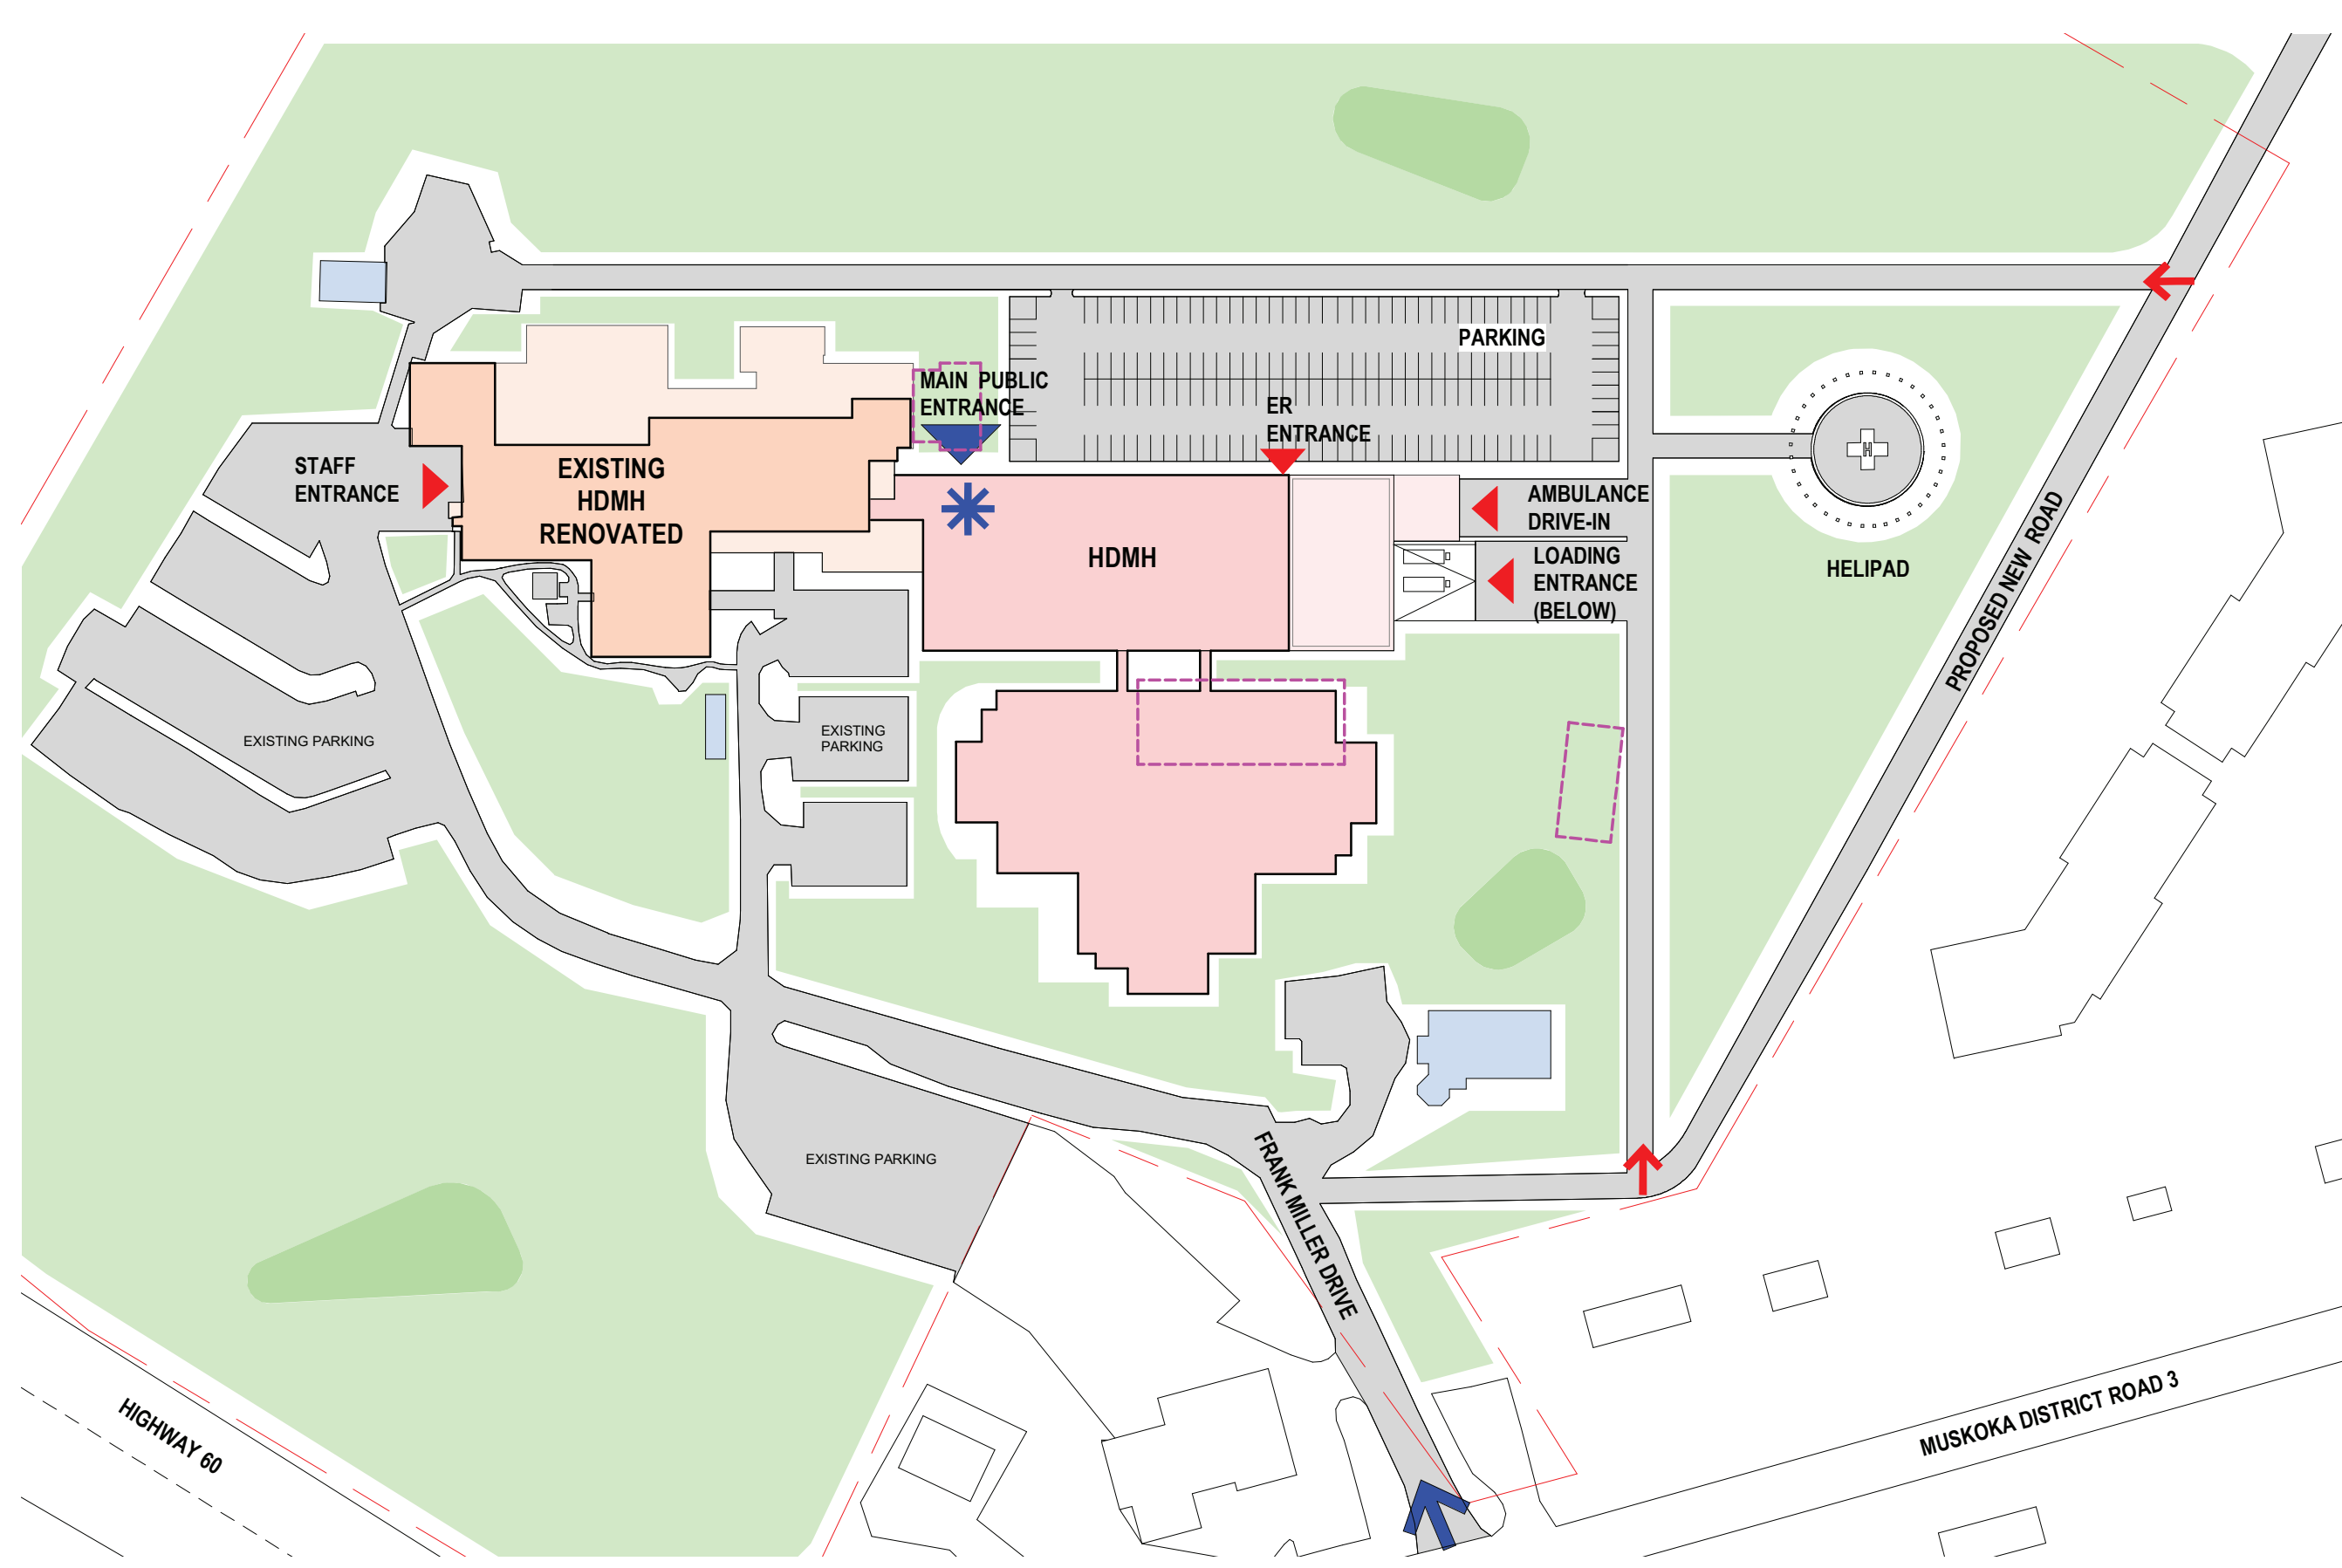 PARKING
MAIN PUBLIC
ENTRANCE
ER
ENTRANCE
STAFF
ENTRANCE
EXISTING
HDMH
RENOVATED
HDMH
AMBULANCE
DRIVE-IN
LOADING
ENTRANCE
(BELOW)
H
HELIPAD
PROPOSED NEW ROAD
EXISTING PARKING
EXISTING
PARKING
EXISTING PARKING
FRANK MILLER DRIVE
HIGHWAY 60
MUSKOKA DISTRICT ROAD 3